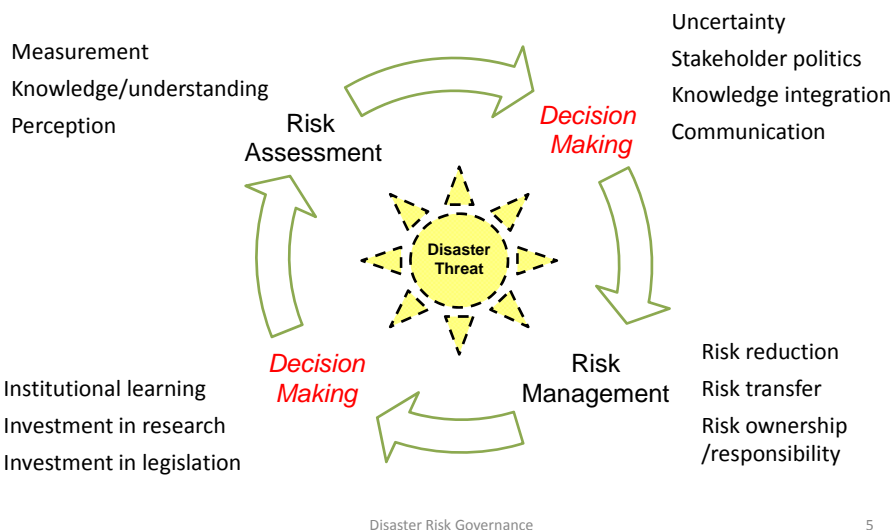 Measurement
Knowledge/understanding
Perception
Risk
Assessment
Uncertainty
Stakeholder politics
Knowledge integration
Communication
Decision
Making
Disaster
Threat
Decision
Making
Institutional learning
Investment in research
Investment in legislation
Risk
Management
Risk reduction
Risk transfer
Risk ownership
/responsibility
Disaster Risk Governance
5